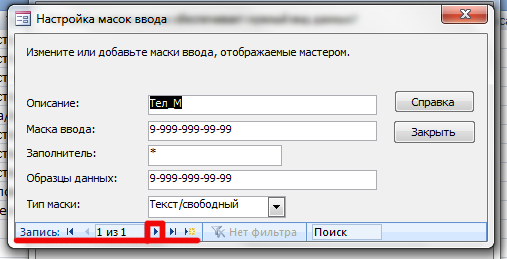 Настройка масок ввода
Измените или добавьте маски ввода, отображаемые мастером.
Описание: Тел_М Справка
Маска ввода: 9-999-999-99-99 Закрыть
Заполнитель: *
Образцы данных: 9-999-999-99-99
Тип маски: Текст/свободный
Запись: 1 из 1 Нет фильтра Поиск